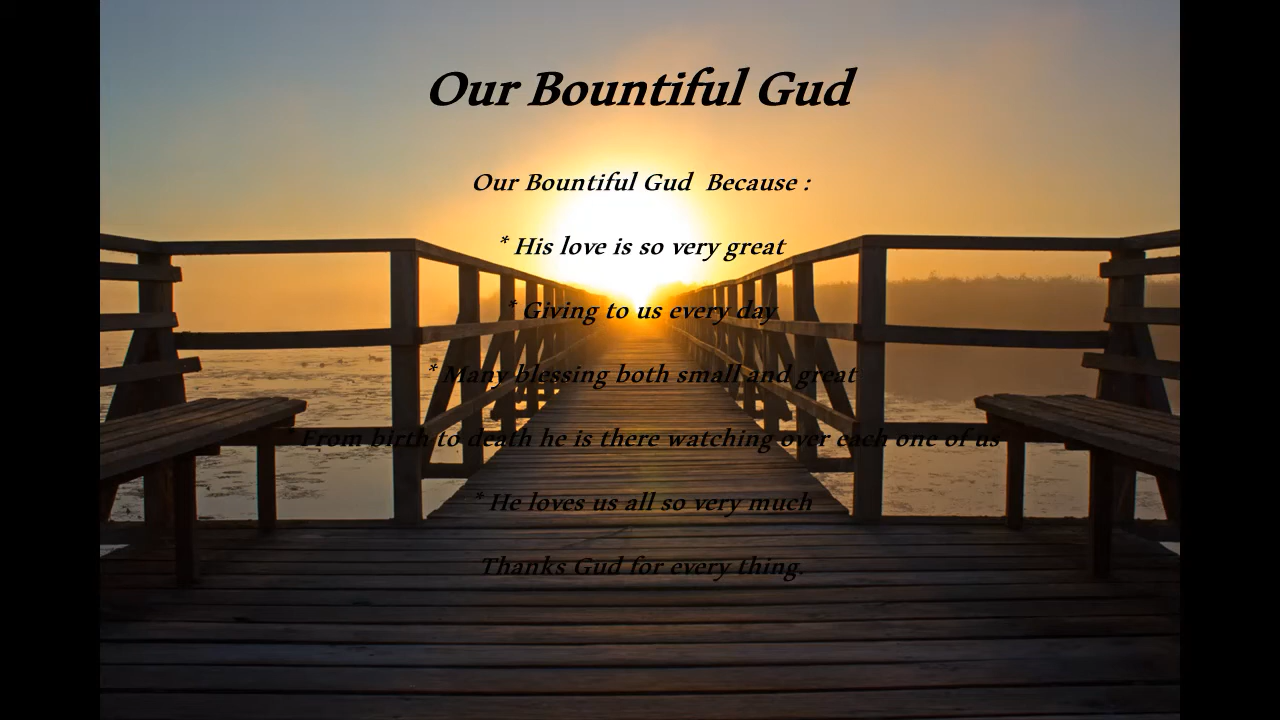 Our Bountiful Gud
Our Bountiful Gud Because :
* His love is so very great
* Giving to us every day
* Many blessing both small and great
From birth to death he is there watching over each one of us
* He loves us all so very much
Thanks Gud for every thing.